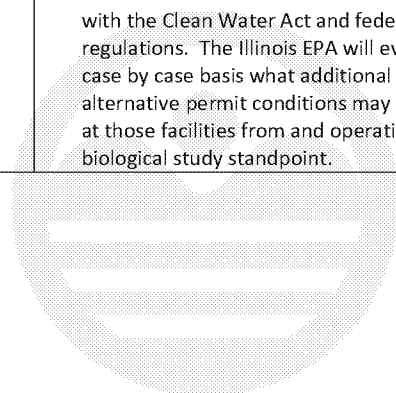 with the Clean Water Act and fede
regulations. The Illinois EPA will ev
case by case basis what additional
alternative permit conditions may
at those facilities from and operati
biological study standpoint.